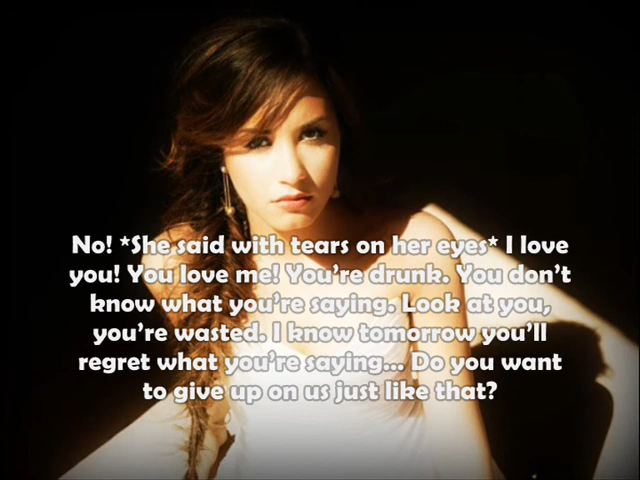 No! *She said with tears on her eyes* I love
you! You love me! You're drunk. You don't
know what you're saying. Look at you,
you're wasted. I know tomorrow you'll
regret what you're saying... Do you want
to give up on us just like that?